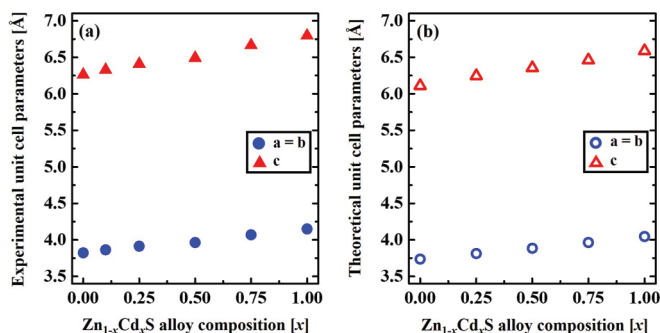 (a)
Experimental unit cell parameters [Å]
7.0
6.5
6.0
5.5
5.0
4.5
4.0
3.5
a = b
c
0.00 0.25 0.50 0.75 1.00
Zn1-xCdxS alloy composition [x]
(b)
Theoretical unit cell parameters [Å]
7.0
6.5
6.0
5.5
5.0
4.5
4.0
3.5
a = b
c
0.00 0.25 0.50 0.75 1.00
Zn1-xCdxS alloy composition [x]